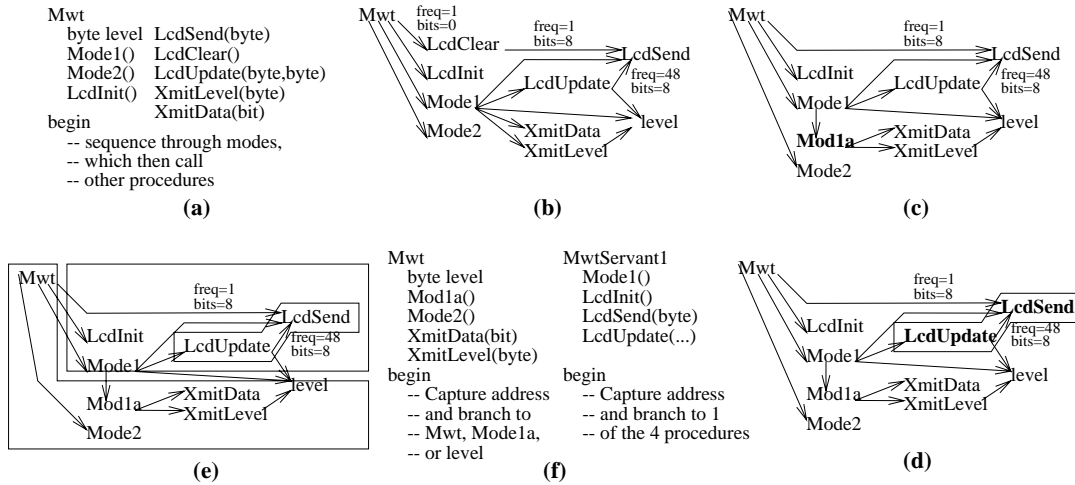 Mwt
byte level LcdSend(byte)
Mode1() LcdClear()
Mode2() LcdUpdate(byte,byte)
LcdInit() XmitLevel(byte)
XmitData(bit)
begin
-- sequence through modes,
-- which then call
-- other procedures
(a)
Mwt
freq=1
bits=0
LcdClear
freq=1
bits=8
LcdSend
LcdInit
LcdUpdate
freq=48
bits=8
Mode1
level
Mode2
XmitData
XmitLevel
(b)
Mwt
freq=1
bits=8
LcdSend
LcdInit
LcdUpdate
freq=48
bits=8
Mode1
level
Mod1a
XmitData
XmitLevel
Mode2
(c)
Mwt
freq=1
bits=8
LcdSend
LcdInit
LcdUpdate
freq=48
bits=8
Mode1
level
Mod1a
XmitData
XmitLevel
Mode2
(e)
Mwt
byte level
Mod1a()
Mode2()
XmitData(bit)
XmitLevel(byte)
begin
-- Capture address
-- and branch to
-- Mwt, Mode1a,
-- or level
MwtServant1
Mode1()
LcdInit()
LcdSend(byte)
LcdUpdate(...)
begin
-- Capture address
-- and branch to 1
-- of the 4 procedures
(f)
Mwt
freq=1
bits=8
LcdSend
LcdInit
LcdUpdate
freq=48
bits=8
Mode1
level
Mod1a
XmitData
XmitLevel
Mode2
(d)